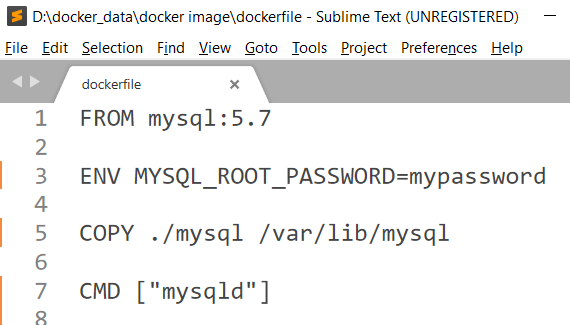 D:\docker_data\docker image\dockerfile - Sublime Text (UNREGISTERED)
File Edit Selection Find View Goto Tools Project Preferences Help
dockerfile
1 FROM mysql:5.7
2
3 ENV MYSQL_ROOT_PASSWORD=mypassword
4
5 COPY ./mysql /var/lib/mysql
6
7 CMD ["mysqld"]
8